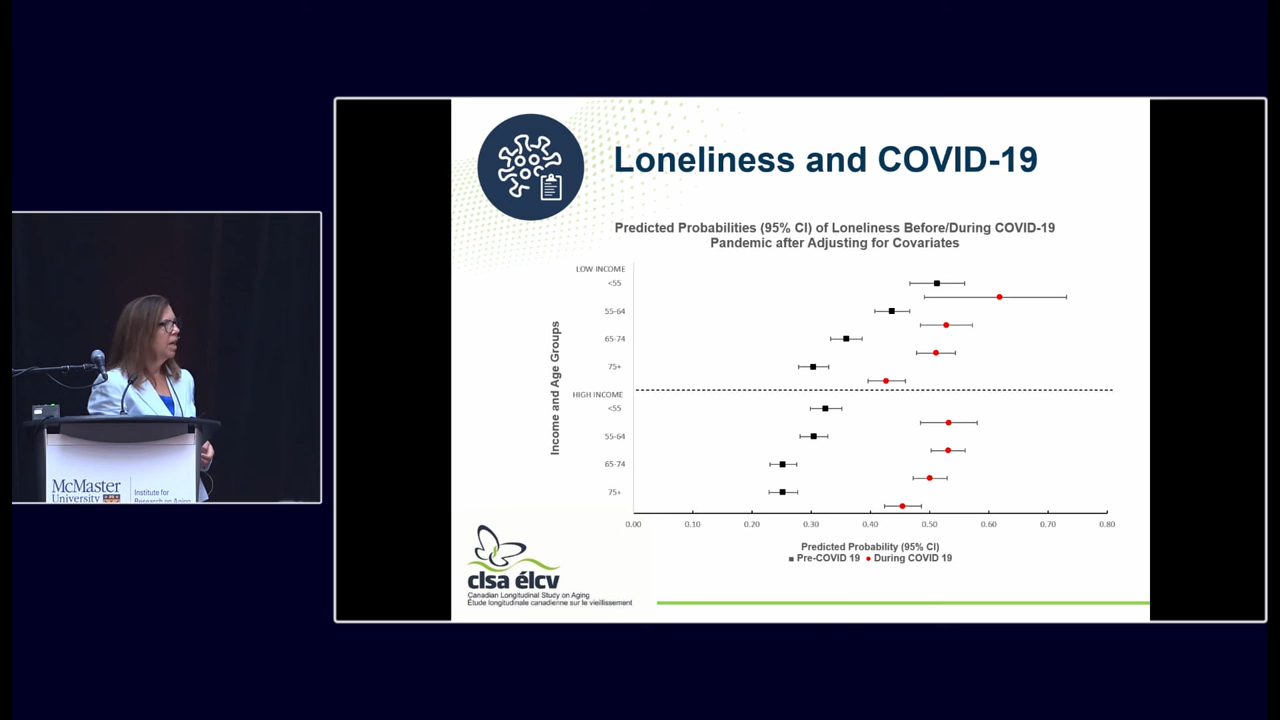 Loneliness and COVID-19
Predicted Probabilities (95% CI) of Loneliness Before/During COVID-19
Pandemic after Adjusting for Covariates
Income and Age Groups
LOW INCOME
<55
55-64
65-74
75+
HIGH INCOME
<55
55-64
65-74
75+
0.00 0.10 0.20 0.30 0.40 0.50 0.60 0.70 0.80
Predicted Probability (95% CI)
Pre-COVID 19 During COVID 19
clsa élcv
Canadian Longitudinal Study on Aging
Étude longitudinale canadienne sur le vieillissement
McMaster
University
Institute for
Research on Aging